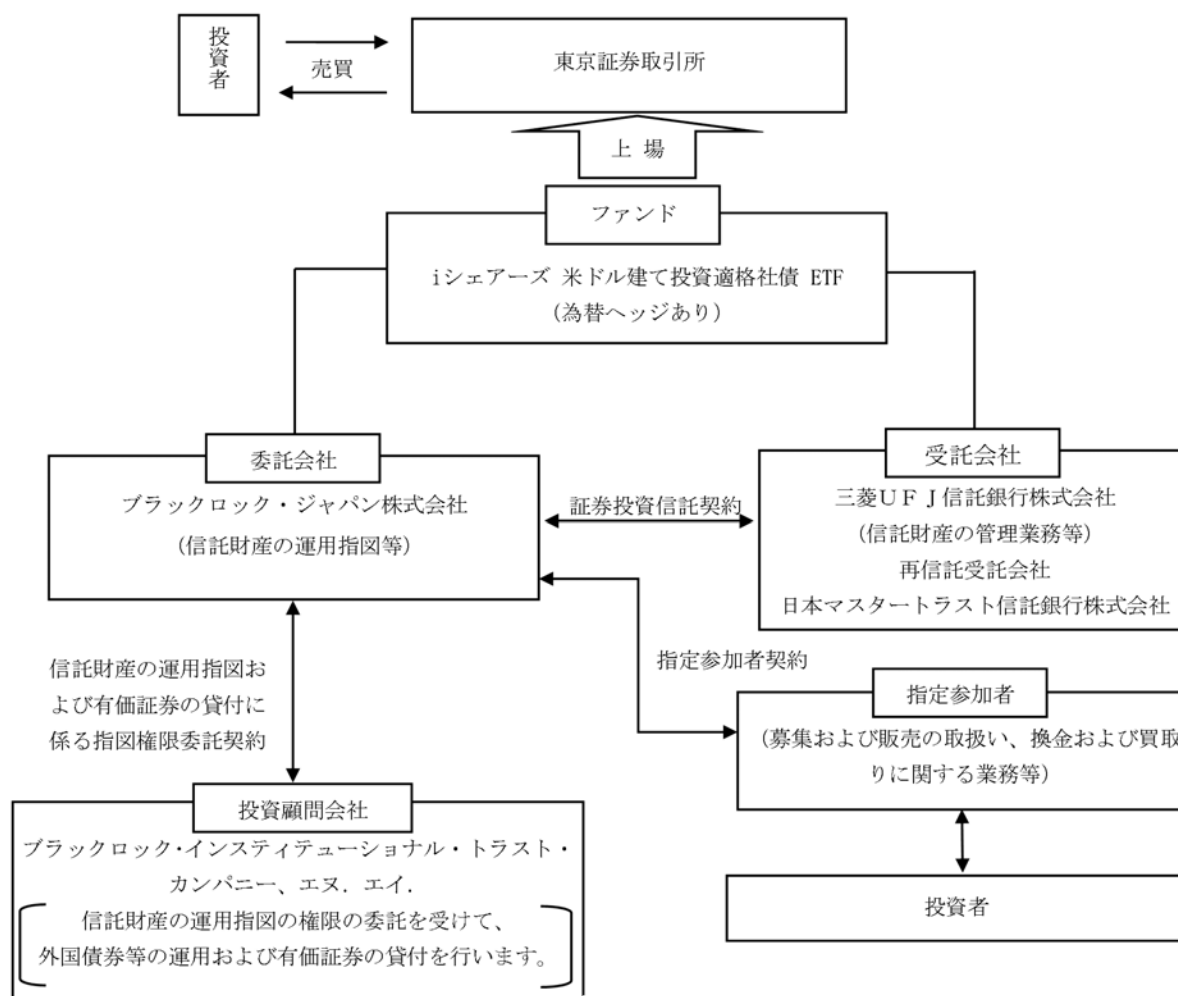 投資者
売買
東京証券取引所
上 場
ファンド
iシェアーズ 米ドル建て投資適格社債 ETF
(為替ヘッジあり)
委託会社
ブラックロック・ジャパン株式会社
(信託財産の運用指図等)
証券投資信託契約
受託会社
三菱UFJ信託銀行株式会社
(信託財産の管理業務等)
再信託受託会社
日本マスタートラスト信託銀行株式会社
信託財産の運用指図お
よび有価証券の貸付に
係る指図権限委託契約
指定参加者契約
指定参加者
(募集および販売の取扱い、換金および買取
りに関する業務等)
投資顧問会社
ブラックロック・インスティテューショナル・トラスト・
カンパニー、エヌ．エイ．
信託財産の運用指図の権限の委託を受けて、
外国債券等の運用および有価証券の貸付を行います。
投資者